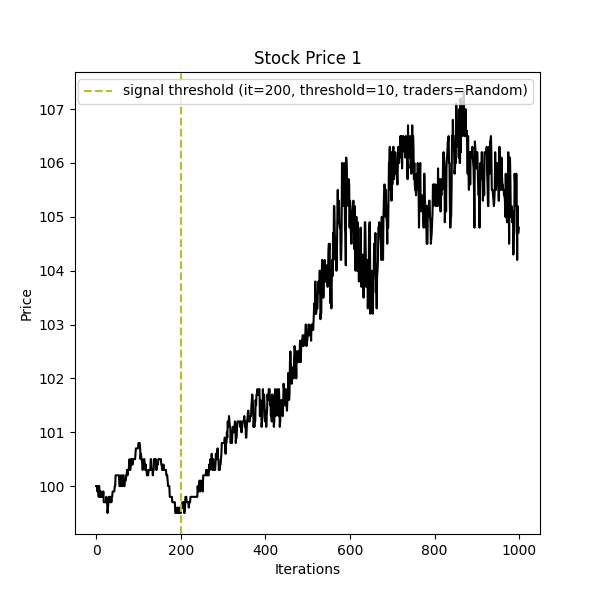 Stock Price 1
signal threshold (it=200, threshold=10, traders=Random)
107
106
105
104
103
102
101
100
Price
0 200 400 600 800 1000
Iterations